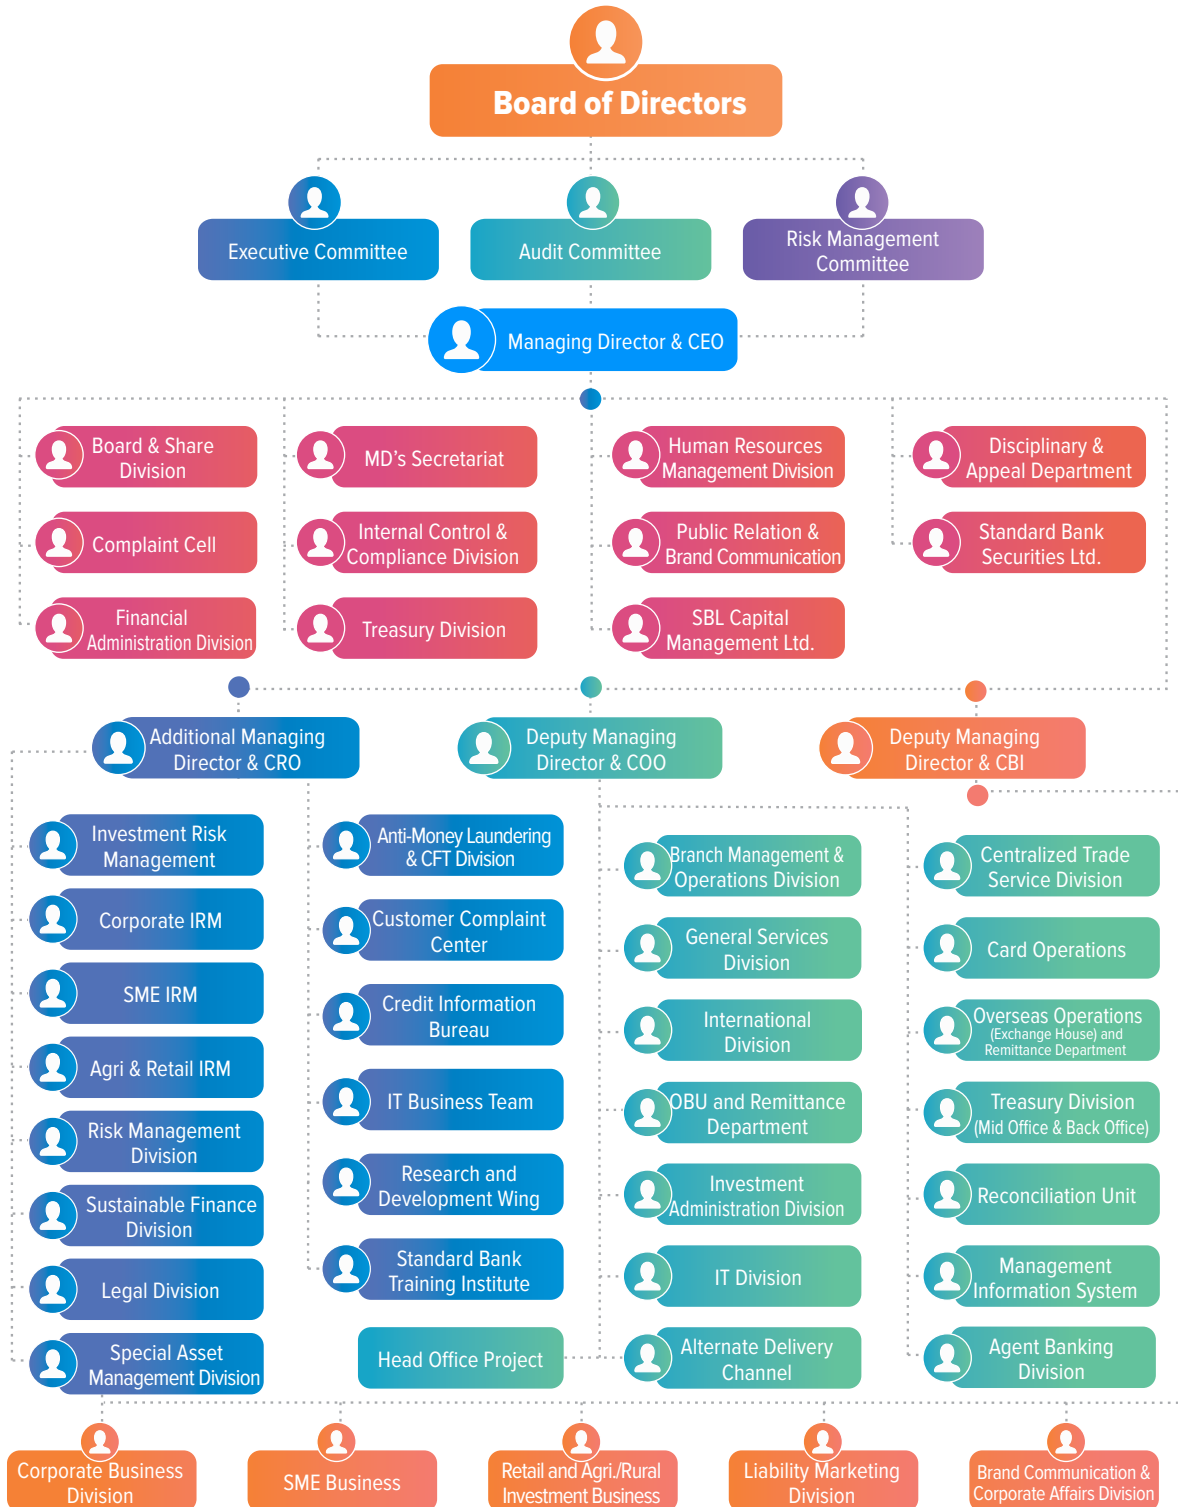 Board of Directors
Executive Committee
Audit Committee
Risk Management
Committee
Managing Director & CEO
Board & Share
Division
MD's Secretariat
Human Resources
Management Division
Disciplinary &
Appeal Department
Complaint Cell
Internal Control &
Compliance Division
Public Relation &
Brand Communication
Standard Bank
Securities Ltd.
Financial
Administration Division
Treasury Division
SBL Capital
Management Ltd.
Additional Managing
Director & CRO
Deputy Managing
Director & COO
Deputy Managing
Director & CBI
Investment Risk
Management
Corporate IRM
SME IRM
Agri & Retail IRM
Risk Management
Division
Sustainable Finance
Division
Legal Division
Special Asset
Management Division
Anti-Money Laundering
& CFT Division
Customer Complaint
Center
Credit Information
Bureau
IT Business Team
Research and
Development Wing
Standard Bank
Training Institute
Head Office Project
Branch Management &
Operations Division
General Services
Division
International
Division
OBU and Remittance
Department
Investment
Administration Division
IT Division
Alternate Delivery
Channel
Centralized Trade
Service Division
Card Operations
Overseas Operations
(Exchange House) and
Remittance Department
Treasury Division
(Mid Office & Back Office)
Reconciliation Unit
Management
Information System
Agent Banking
Division
Corporate Business
Division
SME Business
Retail and Agri./Rural
Investment Business
Liability Marketing
Division
Brand Communication &
Corporate Affairs Division